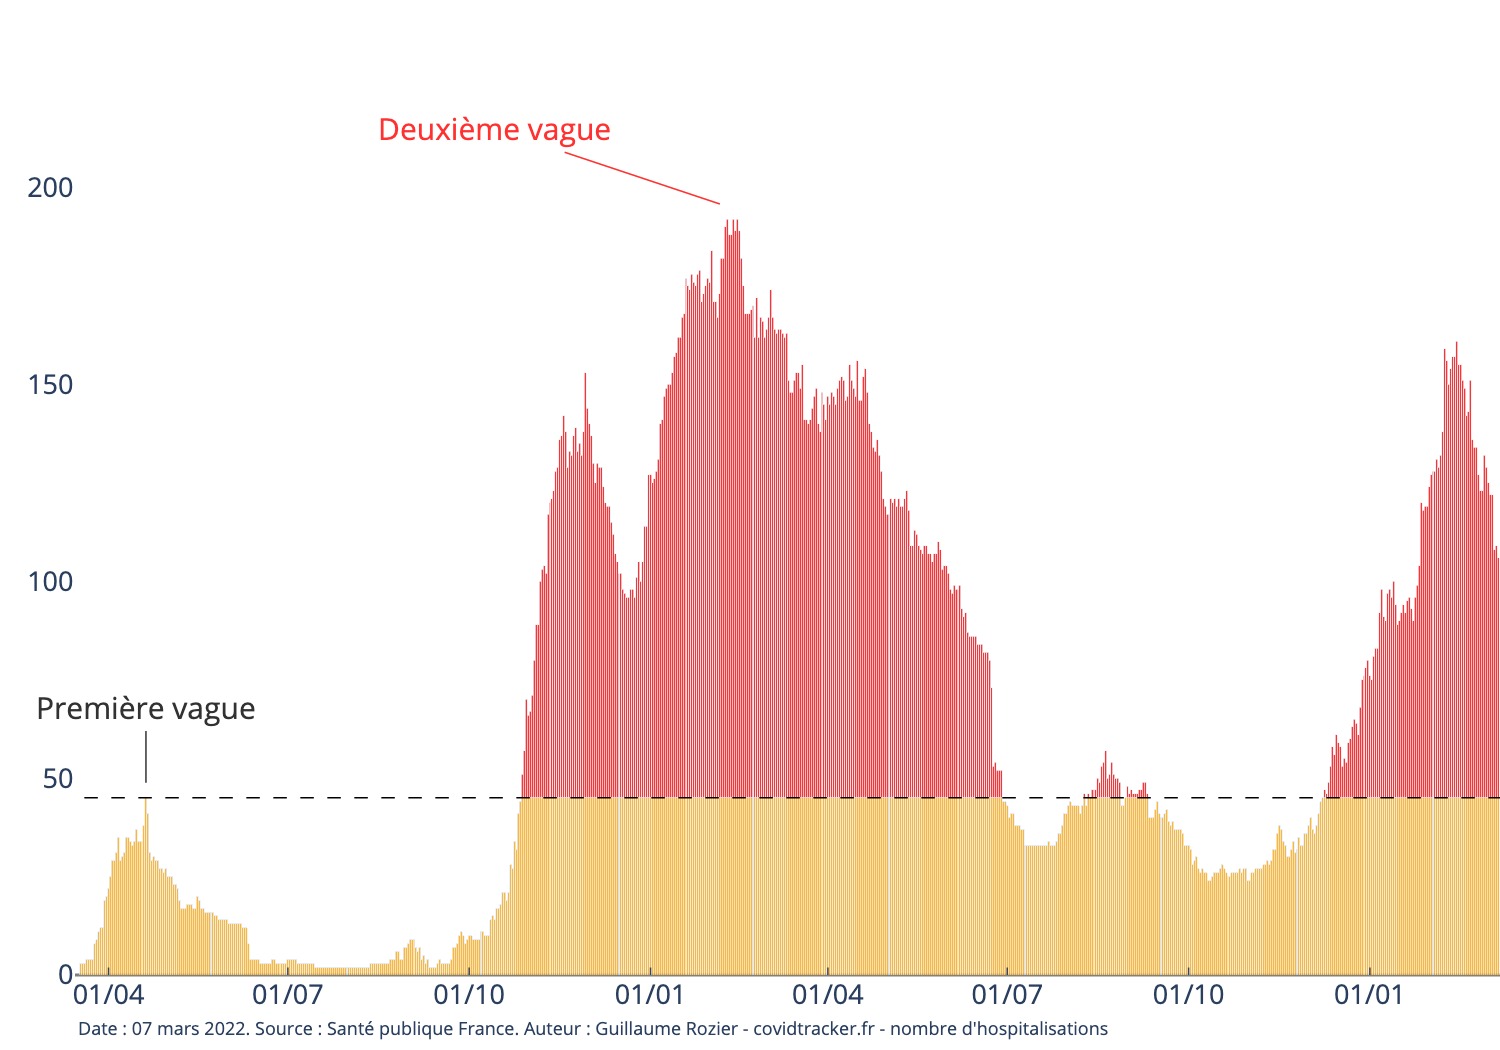 Deuxième vague
200
150
100
Première vague
50
0
01/04 01/07 01/10 01/01 01/04 01/07 01/10 01/01
Date : 07 mars 2022. Source : Santé publique France. Auteur : Guillaume Rozier - covidtracker.fr - nombre d'hospitalisations